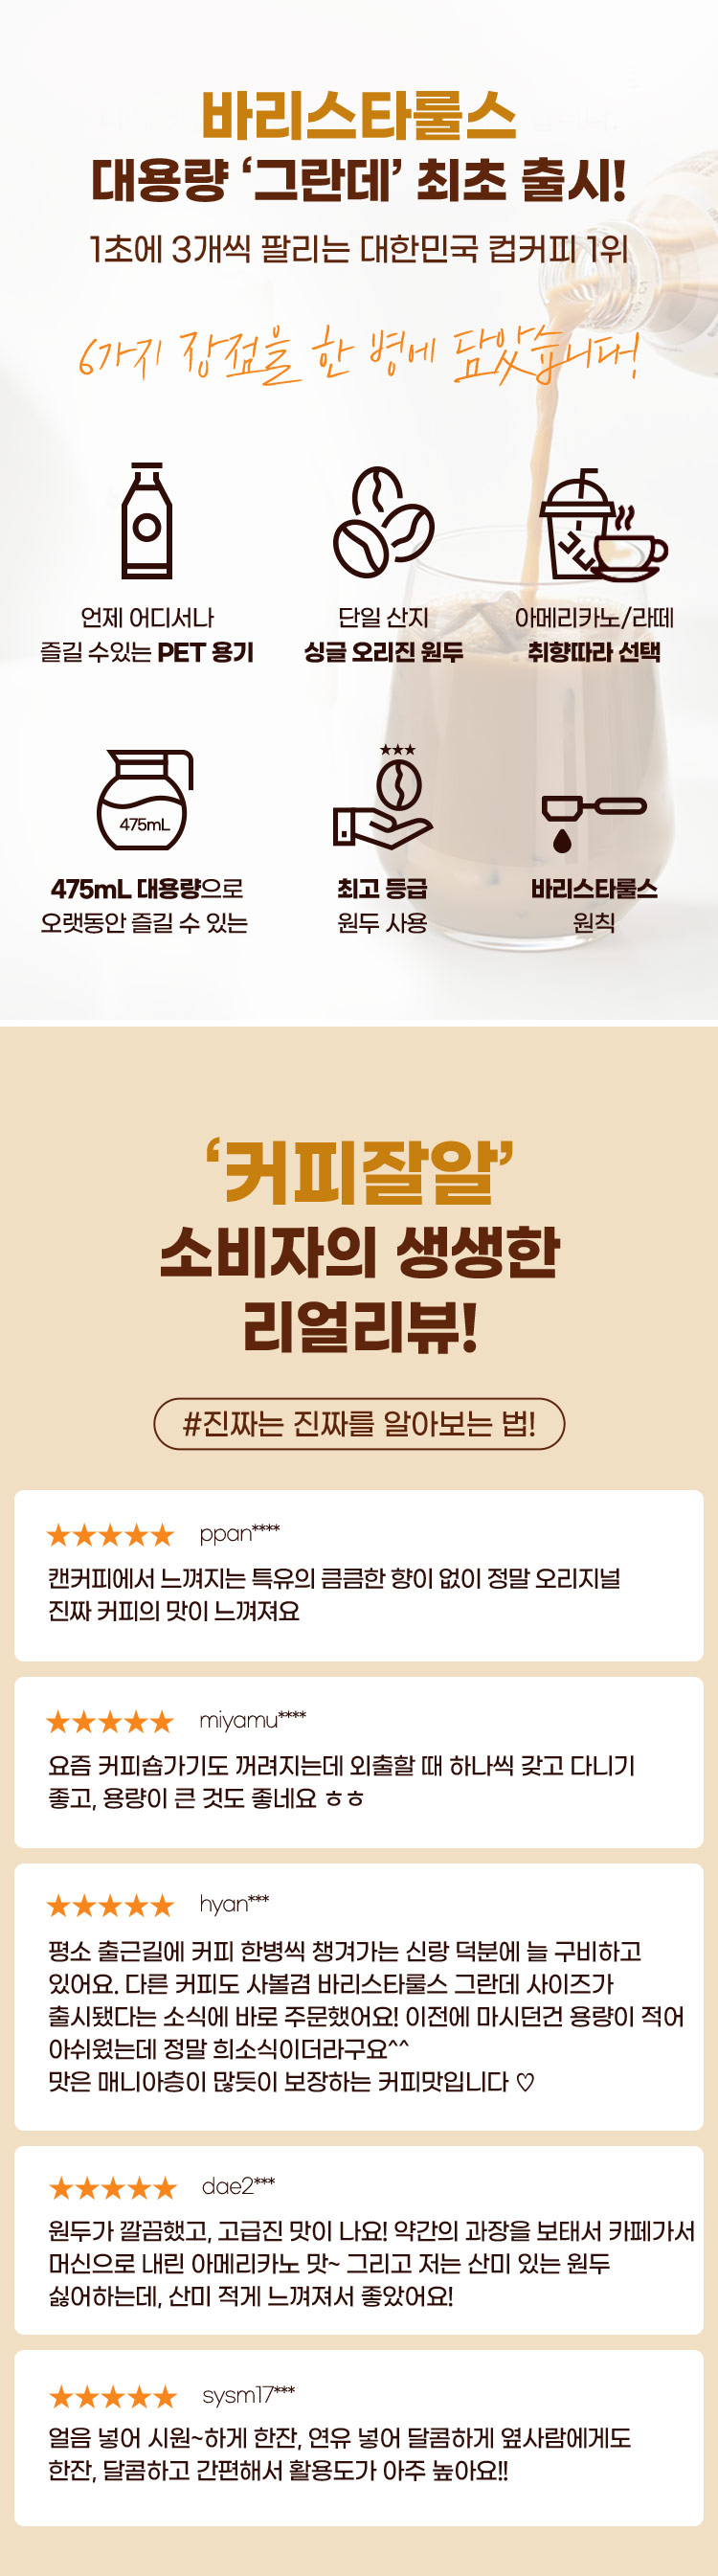 바리스타룰스
대용량 ‘그란데’ 최초 출시!
1초에 3개씩 팔리는 대한민국 컵커피 1위
6가지 장점을 한 병에 담았습니다!
언제 어디서나
즐길 수있는 PET 용기
단일 산지
싱글 오리진 원두
아메리카노/라떼
취향따라 선택
475mL
475mL 대용량으로
오랫동안 즐길 수 있는
최고 등급
원두 사용
바리스타룰스
원칙
‘커피잘알’
소비자의 생생한
리얼리뷰!
#진짜는 진짜를 알아보는 법!
★★★★★ ppan****
캔커피에서 느껴지는 특유의 큼큼한 향이 없이 정말 오리지널
진짜 커피의 맛이 느껴져요
★★★★★ miyamu****
요즘 커피숍가기도 꺼려지는데 외출할 때 하나씩 갖고 다니기
좋고, 용량이 큰 것도 좋네요 ㅎㅎ
★★★★★ hyan***
평소 출근길에 커피 한병씩 챙겨가는 신랑 덕분에 늘 구비하고
있어요. 다른 커피도 사볼겸 바리스타룰스 그란데 사이즈가
출시됐다는 소식에 바로 주문했어요! 이전에 마시던건 용량이 적어
아쉬웠는데 정말 희소식이더라구요^^
맛은 매니아층이 많듯이 보장하는 커피맛입니다 ♡
★★★★★ dae2***
원두가 깔끔했고, 고급진 맛이 나요! 약간의 과장을 보태서 카페가서
머신으로 내린 아메리카노 맛~ 그리고 저는 산미 있는 원두
싫어하는데, 산미 적게 느껴져서 좋았어요!
★★★★★ sysm17***
얼음 넣어 시원~하게 한잔, 연유 넣어 달콤하게 옆사람에게도
한잔, 달콤하고 간편해서 활용도가 아주 높아요!!